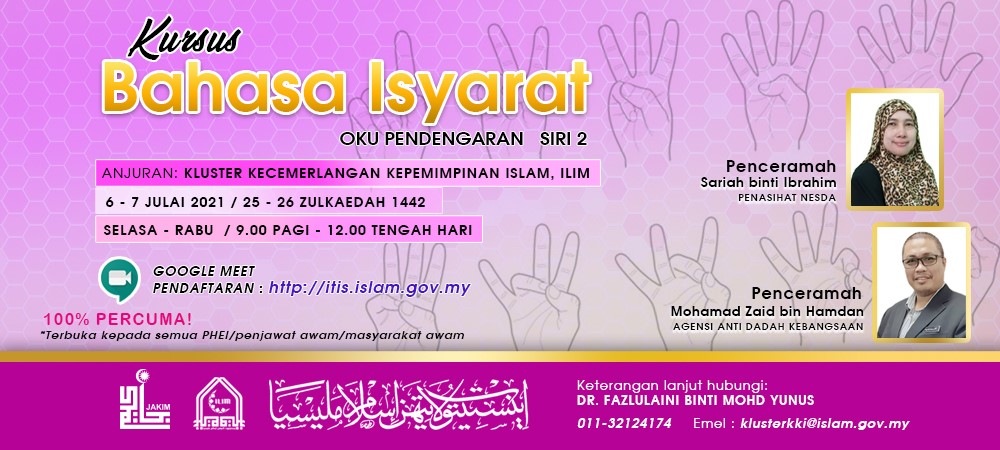 Kursus
Bahasa Isyarat
OKU PENDENGARAN SIRI 2
ANJURAN: KLUSTER KECEMERLANGAN KEPEMIMPINAN ISLAM, ILIM
6 - 7 JULAI 2021 / 25 - 26 ZULKAEDAH 1442
SELASA - RABU / 9.00 PAGI - 12.00 TENGAH HARI
GOOGLE MEET
PENDAFTARAN : http://itis.islam.gov.my
100% PERCUMA!
*Terbuka kepada semua PHEI/penjawat awam/masyarakat awam
Penceramah
Sariah binti Ibrahim
PENASIHAT NESDA
Penceramah
Mohamad Zaid bin Hamdan
AGENSI ANTI DADAH KEBANGSAAN
JAKIM
ILIM
اينستيتوت لاتيهن إسلام مليسيا
Keterangan lanjut hubungi:
DR. FAZLULAINI BINTI MOHD YUNUS
011-32124174 Emel : klusterkki@islam.gov.my